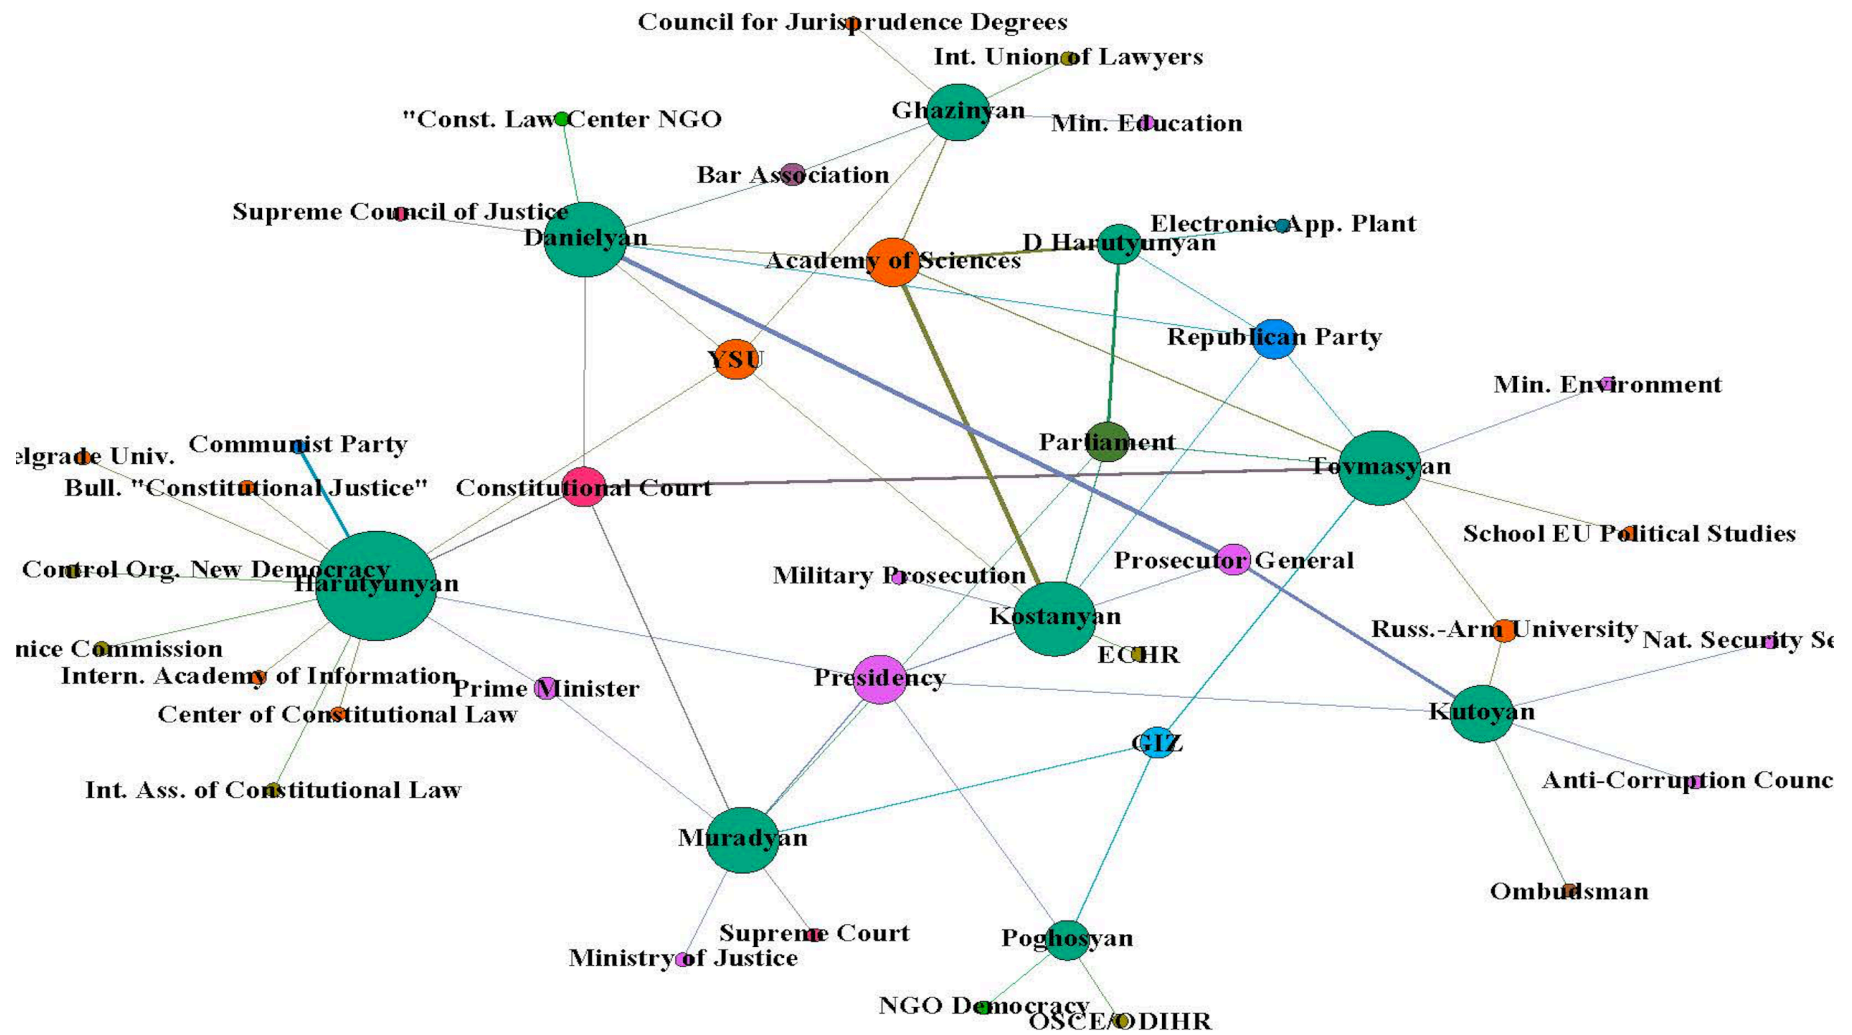 Council for Jurisprudence Degrees
Int. Union of Lawyers
Ghazinyan
"Const. Law Center NGO
Min. Education
Bar Association
Supreme Council of Justice
Danielyan
Electronic App. Plant
D Harutyunyan
Academy of Sciences
Republican Party
YSU
Min. Environment
Communist Party
Parliament
elgrade Univ.
Tovmasyan
Bull. "Constitutional Justice"
Constitutional Court
School EU Political Studies
Prosecutor General
Control Org. New Democracy
Military Prosecution
Harutyunyan
Kostanyan
Russ.-Arm University
Nat. Security Se
nice Commission
ECHR
Intern. Academy of Information
Presidency
Prime Minister
Kutoyan
Center of Constitutional Law
GIZ
Anti-Corruption Counc
Int. Ass. of Constitutional Law
Muradyan
Ombudsman
Supreme Court
Poghosyan
Ministry of Justice
NGO Democracy
OSCE/ODIHR